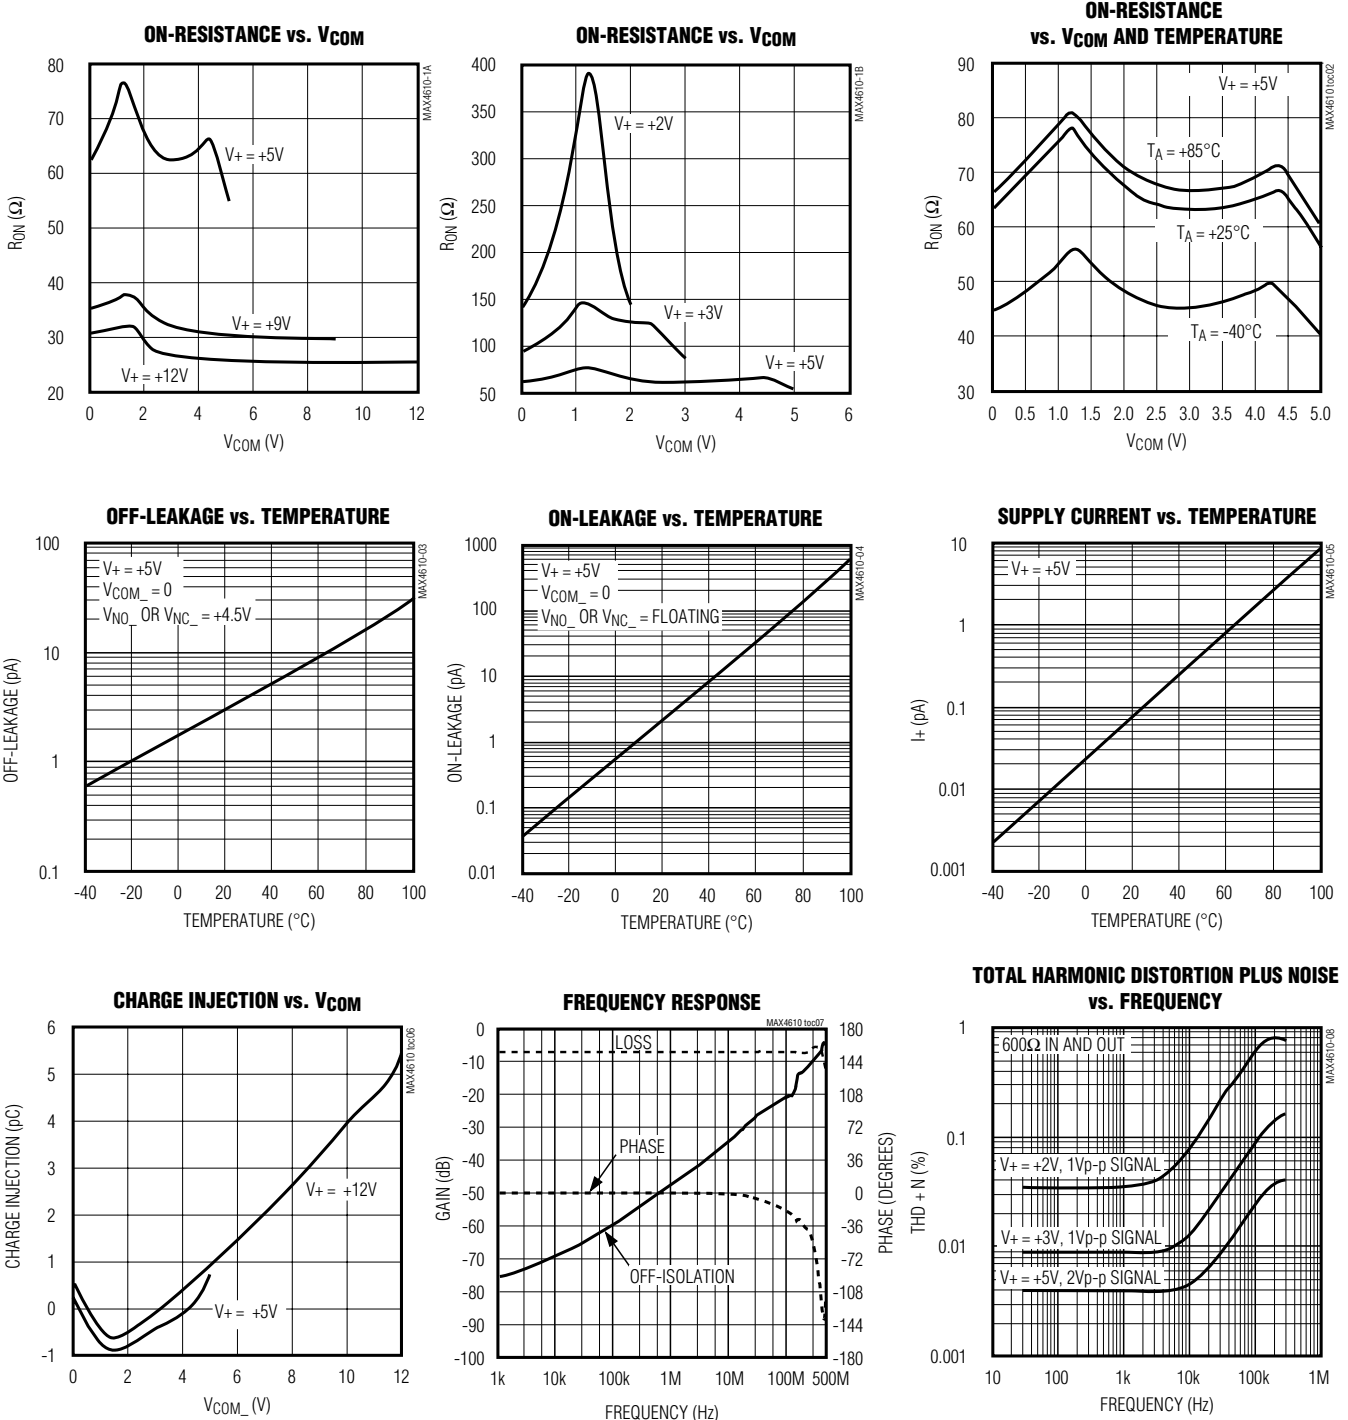 ON-RESISTANCE vs. VCOM
80
70
60
50
40
30
20
RON (Ω)
V+ = +5V
V+ = +9V
V+ = +12V
0 2 4 6 8 10 12
VCOM (V)
MAX4610-1A
ON-RESISTANCE vs. VCOM
400
350
300
250
200
150
100
50
RON (Ω)
V+ = +2V
V+ = +3V
V+ = +5V
0 1 2 3 4 5 6
VCOM (V)
MAX4610-1B
ON-RESISTANCE
vs. VCOM AND TEMPERATURE
90
80
70
60
50
40
30
RON (Ω)
V+ = +5V
TA = +85°C
TA = +25°C
TA = -40°C
0 0.5 1.0 1.5 2.0 2.5 3.0 3.5 4.0 4.5 5.0
VCOM (V)
MAX4610 toc02
OFF-LEAKAGE vs. TEMPERATURE
100
10
1
0.1
OFF-LEAKAGE (pA)
V+ = +5V
VCOM_ = 0
VNO_ OR VNC_ = +4.5V
-40 -20 0 20 40 60 80 100
TEMPERATURE (°C)
MAX4610-03
ON-LEAKAGE vs. TEMPERATURE
1000
100
10
1
0.1
0.01
ON-LEAKAGE (pA)
V+ = +5V
VCOM_ = 0
VNO_ OR VNC_ = FLOATING
-40 -20 0 20 40 60 80 100
TEMPERATURE (°C)
MAX4610-04
SUPPLY CURRENT vs. TEMPERATURE
10
1
0.1
0.01
0.001
I+ (pA)
V+ = +5V
-40 -20 0 20 40 60 80 100
TEMPERATURE (°C)
MAX4610-05
CHARGE INJECTION vs. VCOM
6
5
4
3
2
1
0
-1
CHARGE INJECTION (pC)
V+ = +12V
V+ = +5V
0 2 4 6 8 10 12
VCOM_ (V)
MAX4610 toc06
FREQUENCY RESPONSE
MAX4610 toc07
0
-10
-20
-30
-40
-50
-60
-70
-80
-90
-100
GAIN (dB)
LOSS
PHASE
OFF-ISOLATION
180
144
108
72
36
0
-36
-72
-108
-144
-180
PHASE (DEGREES)
1k 10k 100k 1M 10M 100M 500M
FREQUENCY (Hz)
TOTAL HARMONIC DISTORTION PLUS NOISE
vs. FREQUENCY
1
0.1
0.01
0.001
THD + N (%)
600Ω IN AND OUT
V+ = +2V, 1Vp-p SIGNAL
V+ = +3V, 1Vp-p SIGNAL
V+ = +5V, 2Vp-p SIGNAL
10 100 1k 10k 100k 1M
FREQUENCY (Hz)
MAX4610-08